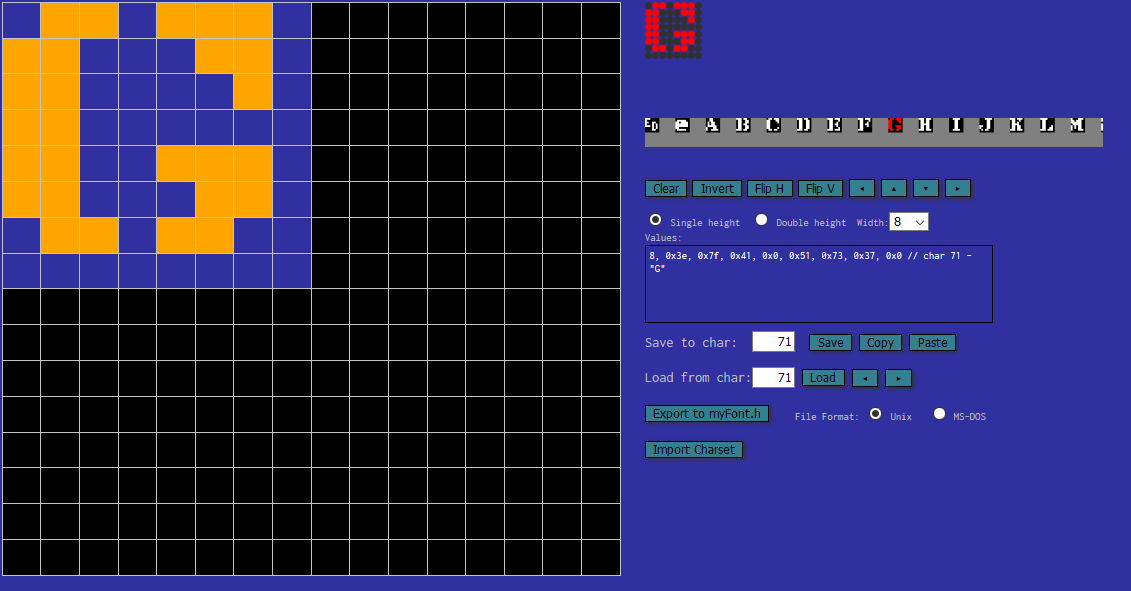 E D @ A B C D E F G H I J K L M
Clear Invert Flip H Flip V ◂ ▴ ▾ ▸
Single height Double height Width: 8
Values:
8, 0x3e, 0x7f, 0x41, 0x0, 0x51, 0x73, 0x37, 0x0 // char 71 -
"G"
Save to char: 71 Save Copy Paste
Load from char: 71 Load ◂ ▸
Export to myFont.h File Format: Unix MS-DOS
Import Charset